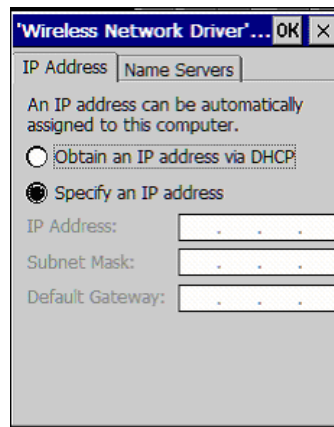 'Wireless Network Driver'... OK ×
IP Address Name Servers
An IP address can be automatically
assigned to this computer.
Obtain an IP address via DHCP
Specify an IP address
IP Address: . . .
Subnet Mask: . . .
Default Gateway: . . .